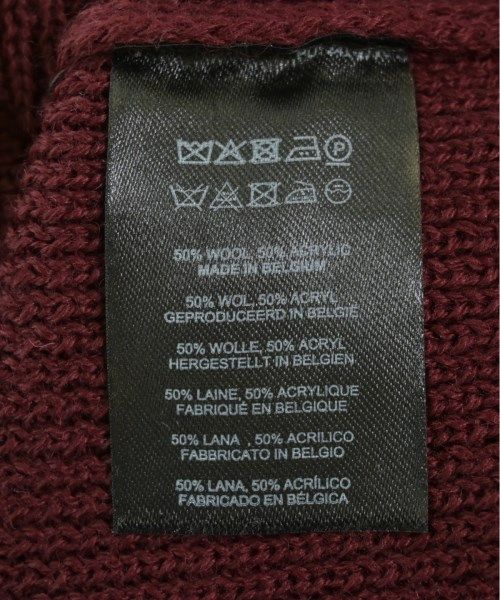 P
50% WOOL, 50% ACRYLIC
MADE IN BELGIUM
50% WOL, 50% ACRYL
GEPRODUCEERD IN BELGIË
50% WOLLE, 50% ACRYL
HERGESTELLT IN BELGIEN
50% LAINE, 50% ACRYLIQUE
FABRIQUÉ EN BELGIQUE
50% LANA , 50% ACRILICO
FABBRICATO IN BELGIO
50% LANA, 50% ACRÍLICO
FABRICADO EN BÉLGICA